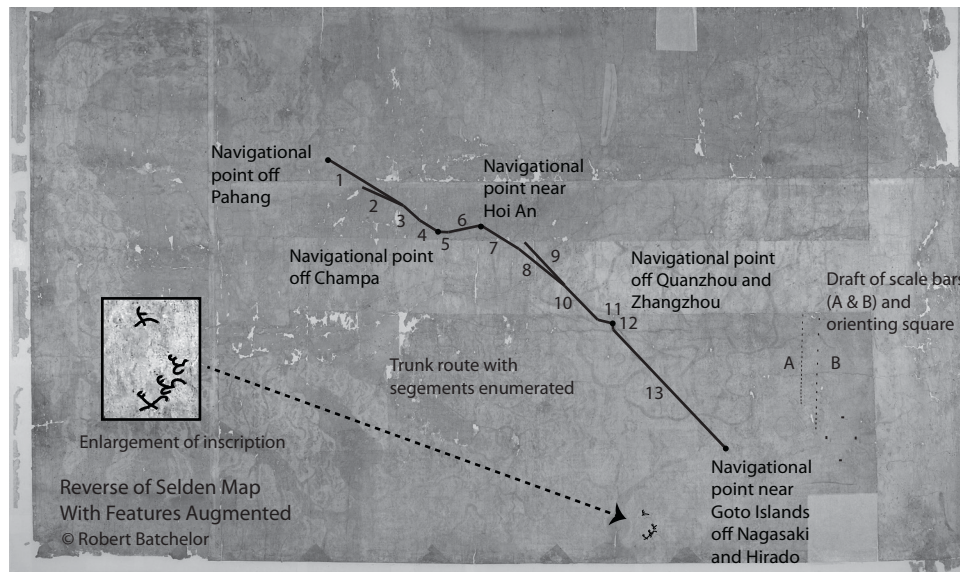 Navigational
point off
Pahang
Navigational
point near
Hoi An
1
2
3
4
5
6
7
8
9
10
11
12
13
Navigational point
off Champa
Navigational point
off Quanzhou and
Zhangzhou
Draft of scale bars
(A & B) and
orienting square
A
B
Trunk route with
segements enumerated
Enlargement of inscription
Reverse of Selden Map
With Features Augmented
© Robert Batchelor
Navigational
point near
Goto Islands
off Nagasaki
and Hirado